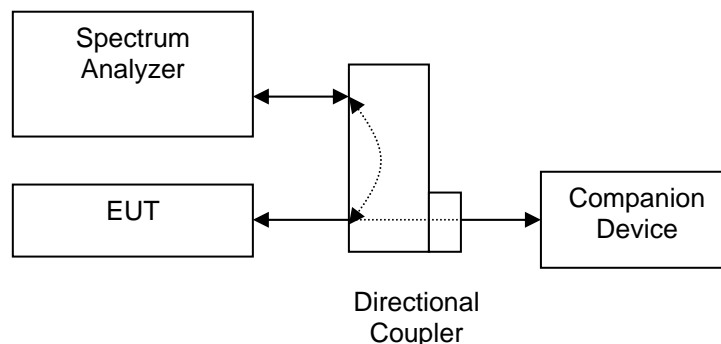 Spectrum
Analyzer
EUT
Companion
Device
Directional
Coupler